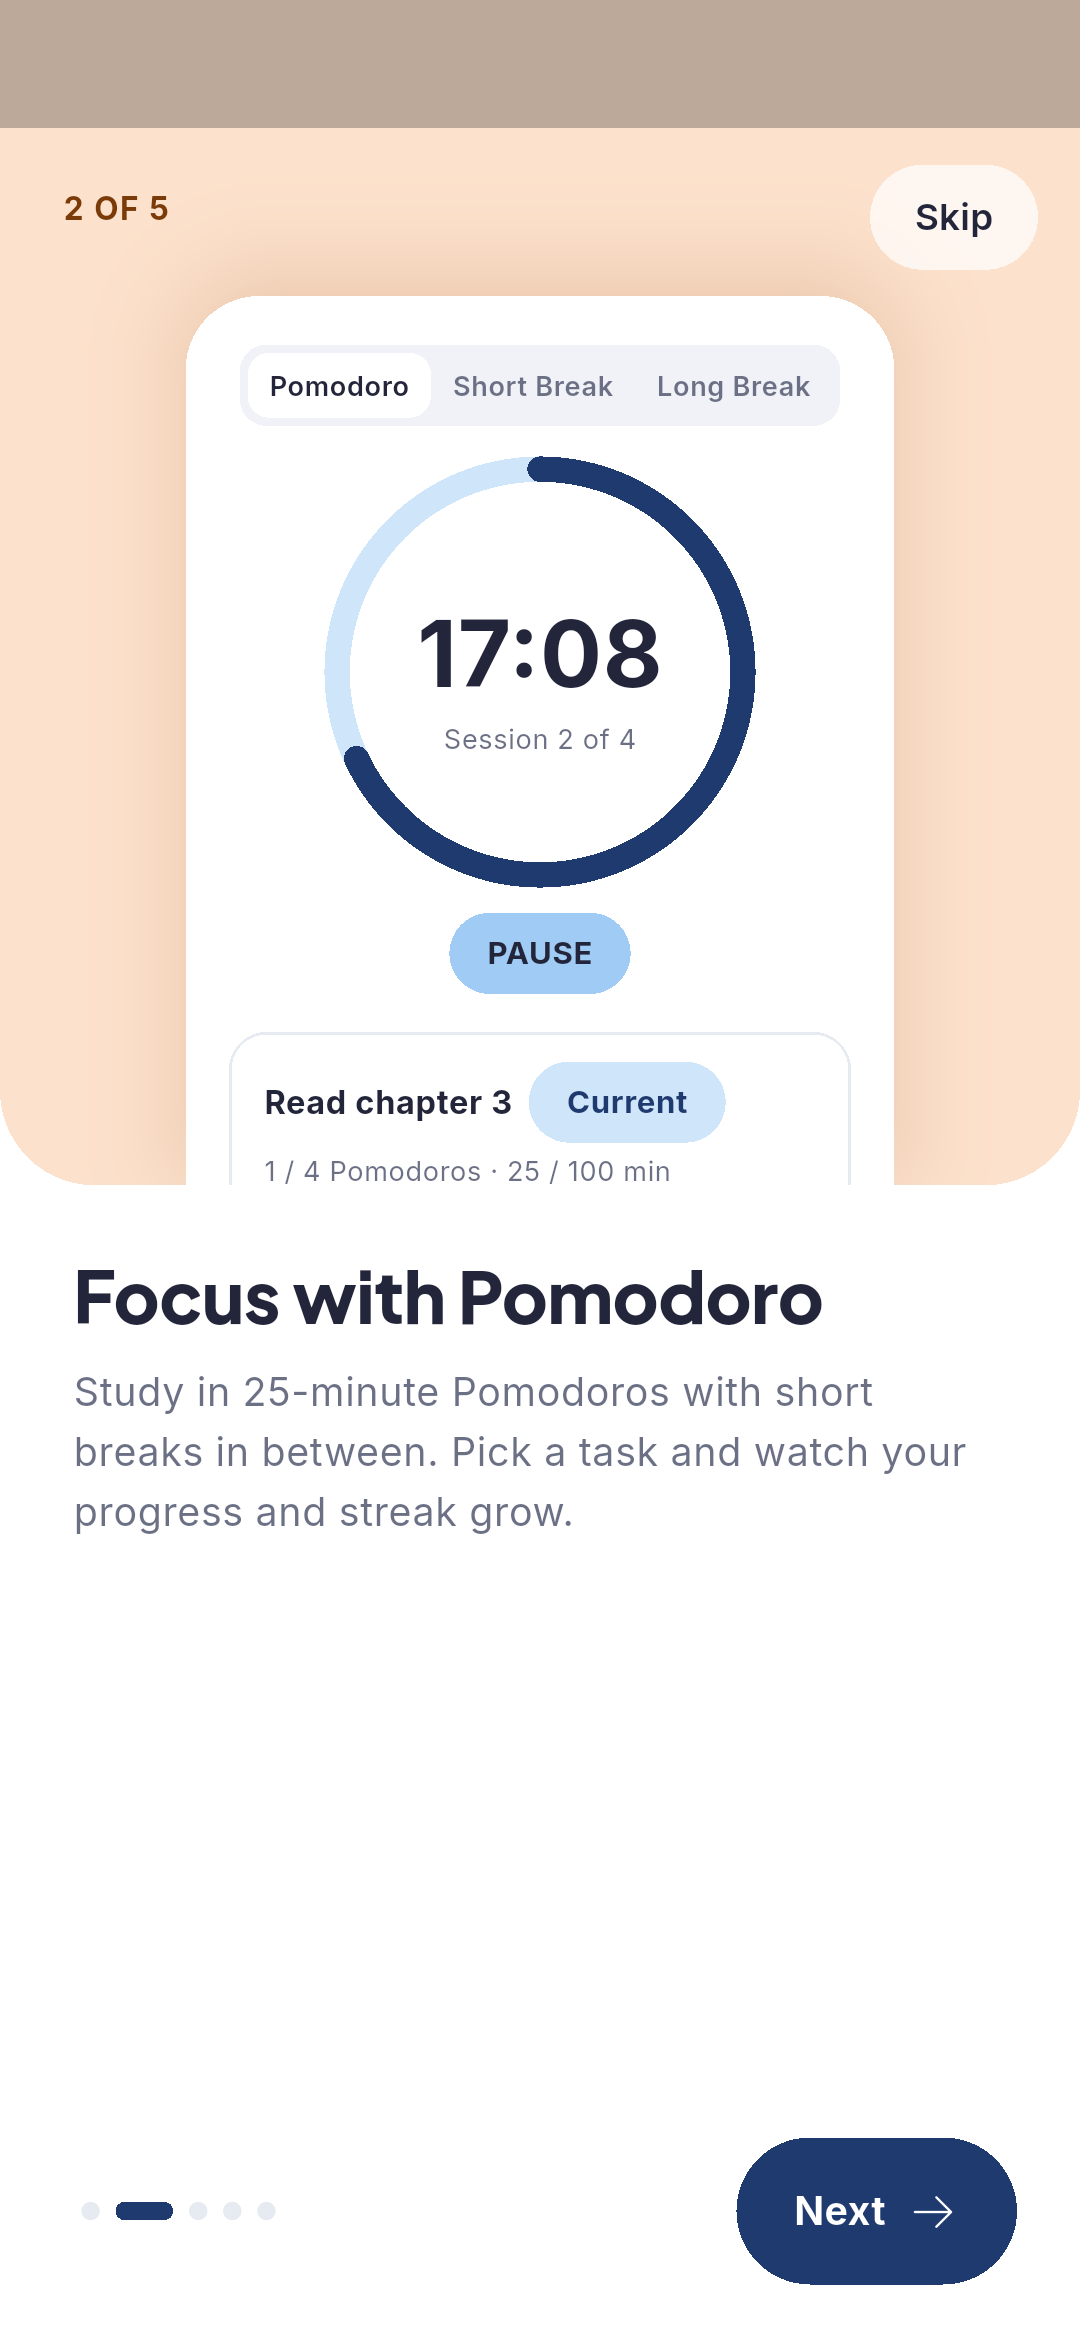 2 OF 5
Skip
Pomodoro Short Break Long Break
17:08
Session 2 of 4
PAUSE
Read chapter 3 Current
1 / 4 Pomodoros · 25 / 100 min
Focus with Pomodoro
Study in 25-minute Pomodoros with short
breaks in between. Pick a task and watch your
progress and streak grow.
Next